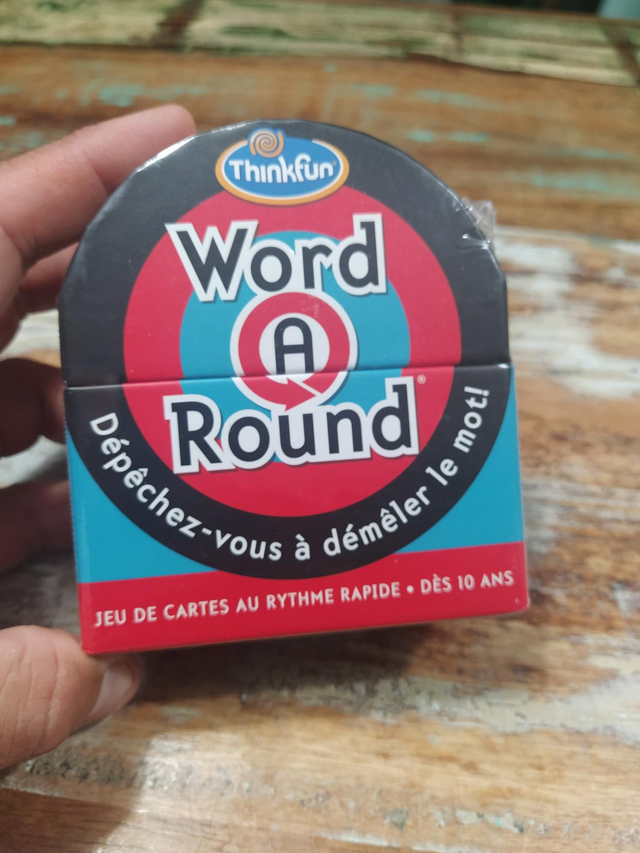 Thinkfun®
Word
A
Round®
Dépêchez-vous à démêler le mot!
JEU DE CARTES AU RYTHME RAPIDE • DÈS 10 ANS